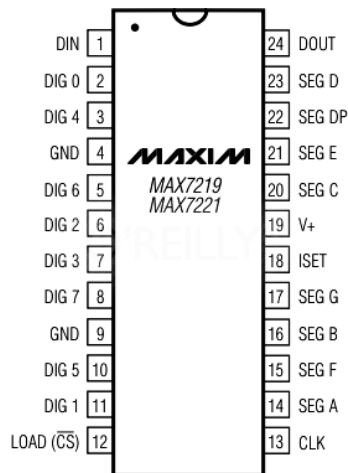 DIN 1 24 DOUT
DIG 0 2 23 SEG D
DIG 4 3 22 SEG DP
GND 4 21 SEG E
MAXIM
DIG 6 5 MAX7219 20 SEG C
MAX7221
DIG 2 6 19 V+
O'REILLY
DIG 3 7 18 ISET
DIG 7 8 17 SEG G
GND 9 16 SEG B
DIG 5 10 15 SEG F
DIG 1 11 14 SEG A
LOAD (C̅S̅) 12 13 CLK